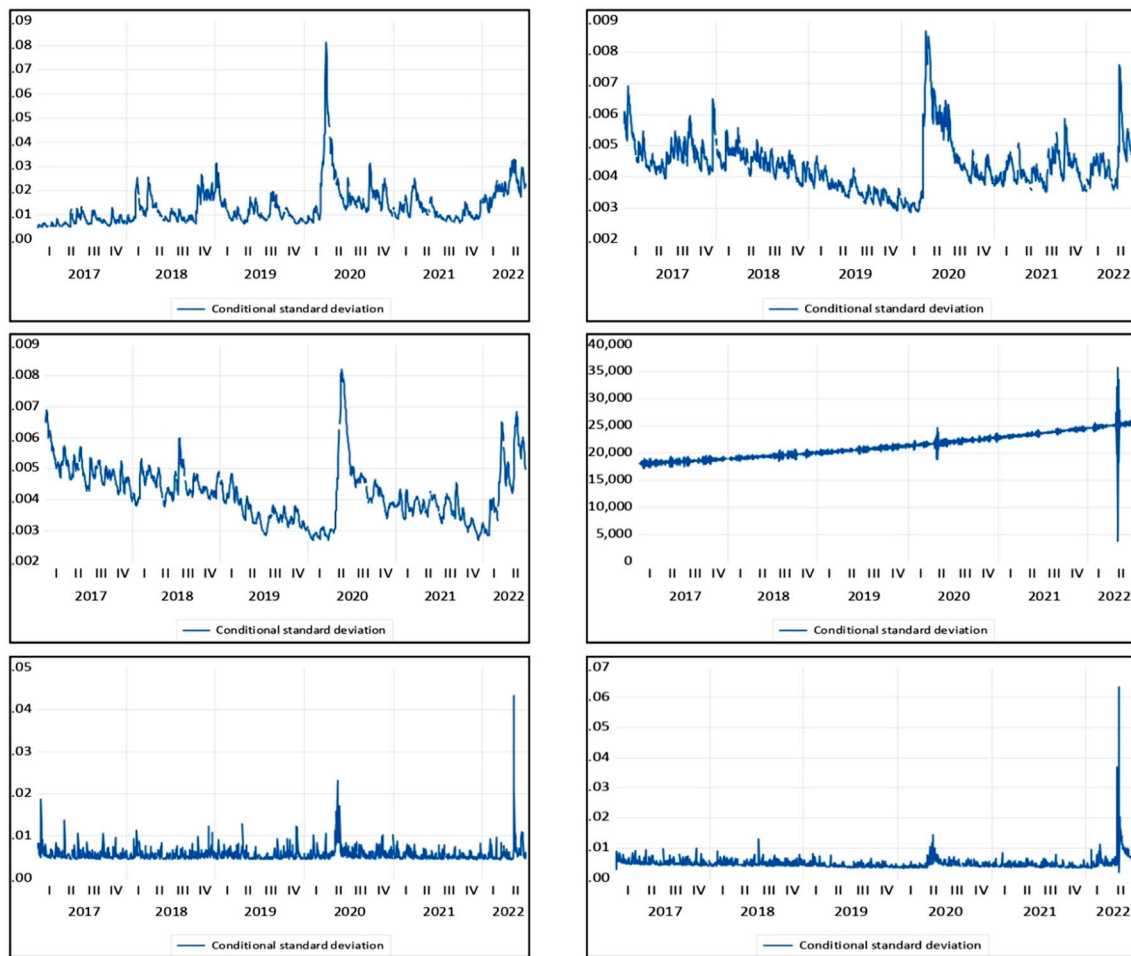 .09
.08
.07
.06
.05
.04
.03
.02
.01
.00
I II III IV I II III IV I II III IV I II III IV I II III IV I II
2017 2018 2019 2020 2021 2022
Conditional standard deviation
.009
.008
.007
.006
.005
.004
.003
.002
I II III IV I II III IV I II III IV I II III IV I II III IV I II
2017 2018 2019 2020 2021 2022
Conditional standard deviation
.009
.008
.007
.006
.005
.004
.003
.002
I II III IV I II III IV I II III IV I II III IV I II III IV I II
2017 2018 2019 2020 2021 2022
Conditional standard deviation
40,000
35,000
30,000
25,000
20,000
15,000
10,000
5,000
0
I II III IV I II III IV I II III IV I II III IV I II III IV I II
2017 2018 2019 2020 2021 2022
Conditional standard deviation
.05
.04
.03
.02
.01
.00
I II III IV I II III IV I II III IV I II III IV I II III IV I II
2017 2018 2019 2020 2021 2022
Conditional standard deviation
.07
.06
.05
.04
.03
.02
.01
.00
I II III IV I II III IV I II III IV I II III IV I II III IV I II
2017 2018 2019 2020 2021 2022
Conditional standard deviation